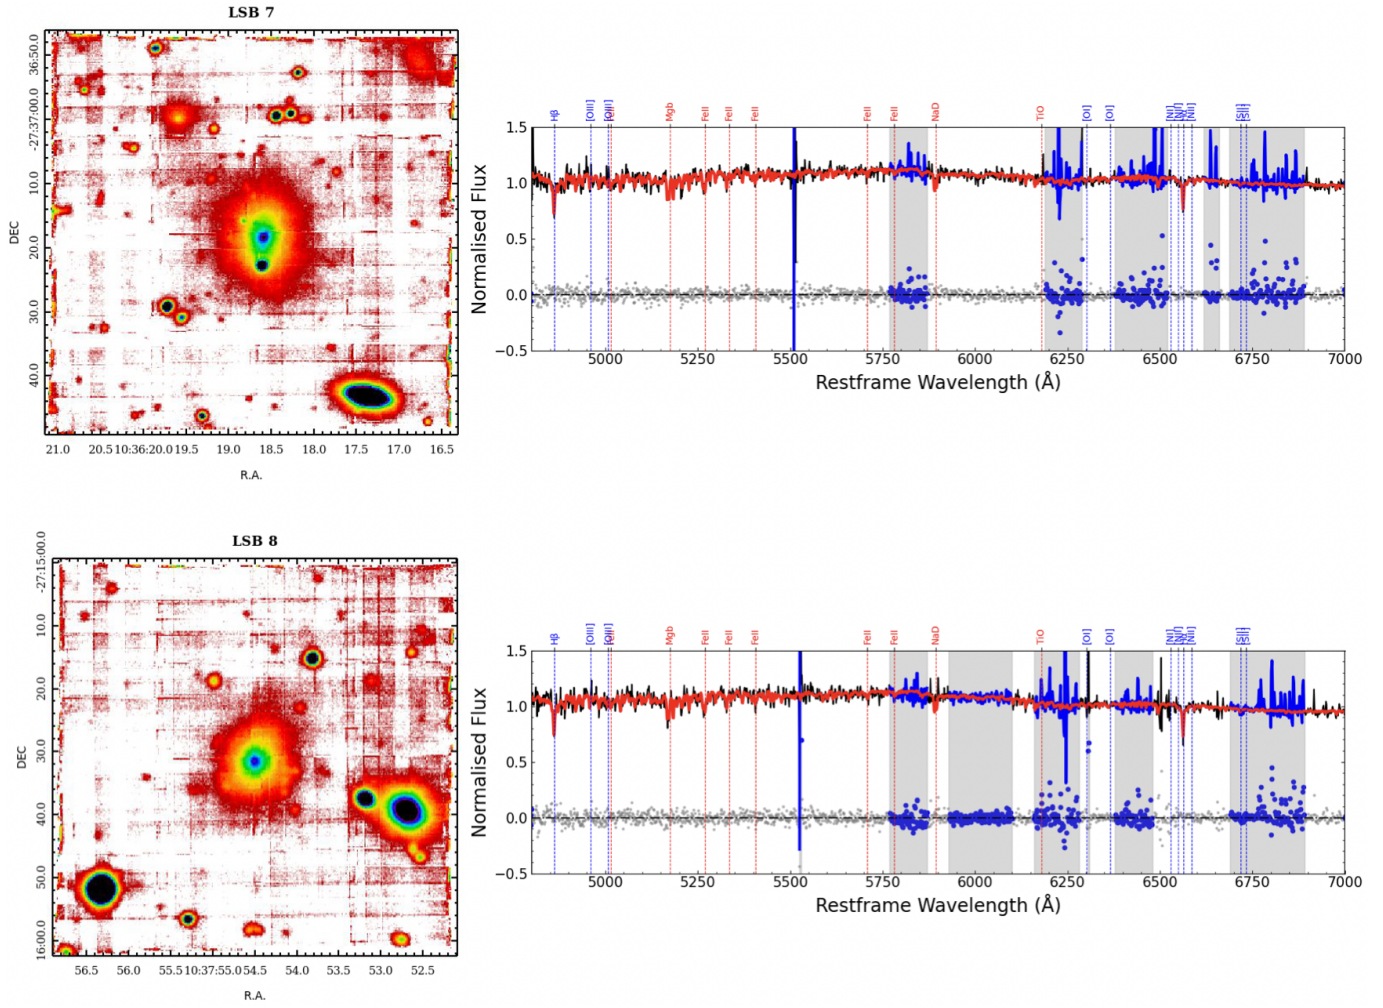 LSB 7
DEC
36:50.0
27:37:00.0
10.0
20.0
30.0
40.0
21.0 20.5 10:36:20.0 19.5 19.0 18.5 18.0 17.5 17.0 16.5
R.A.
Hβ [OIII] [OIII] Mgb FeII FeII FeII FeII FeII NaD TiO [OI] [OI] [NI] [NII] [SII]
Normalised Flux
1.5
1.0
0.5
0.0
−0.5
5000 5250 5500 5750 6000 6250 6500 6750 7000
Restframe Wavelength (Å)
LSB 8
DEC
27:15:00.0
10.0
20.0
30.0
40.0
50.0
16:00.0
56.5 56.0 55.5 10:37:55.0 54.5 54.0 53.5 53.0 52.5
R.A.
Hβ [OIII] [OIII] Mgb FeII FeII FeII FeII FeII NaD TiO [OI] [OI] [NI] [NII] [SII]
Normalised Flux
1.5
1.0
0.5
0.0
−0.5
5000 5250 5500 5750 6000 6250 6500 6750 7000
Restframe Wavelength (Å)